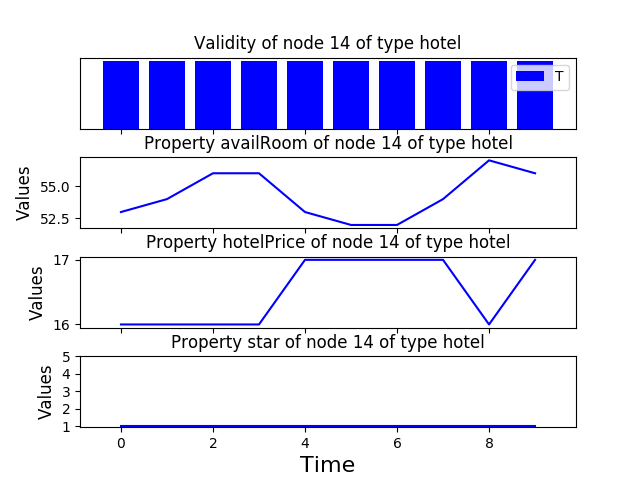 Validity of node 14 of type hotel
T
Property availRoom of node 14 of type hotel
Values
55.0
52.5
Property hotelPrice of node 14 of type hotel
Values
17
16
Property star of node 14 of type hotel
Values
5
4
3
2
1
0 2 4 6 8
Time